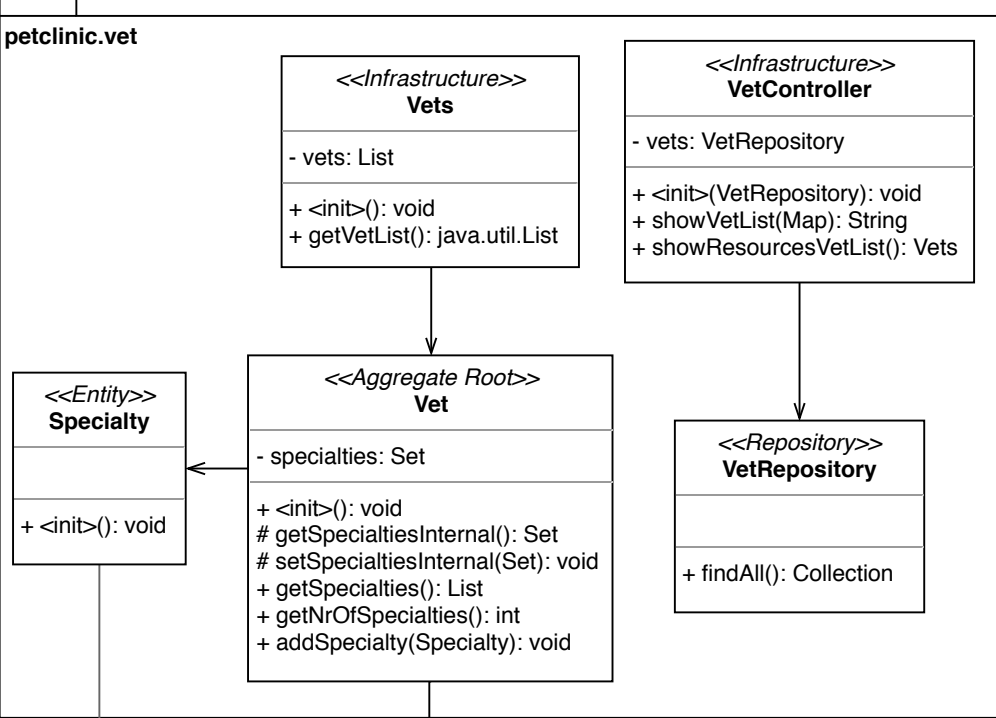 petclinic.vet
<<Infrastructure>>
Vets
- vets: List
+ <init>(): void
+ getVetList(): java.util.List
<<Infrastructure>>
VetController
- vets: VetRepository
+ <init>(VetRepository): void
+ showVetList(Map): String
+ showResourcesVetList(): Vets
<<Entity>>
Specialty
+ <init>(): void
<<Aggregate Root>>
Vet
- specialties: Set
+ <init>(): void
# getSpecialtiesInternal(): Set
# setSpecialtiesInternal(Set): void
+ getSpecialties(): List
+ getNrOfSpecialties(): int
+ addSpecialty(Specialty): void
<<Repository>>
VetRepository
+ findAll(): Collection